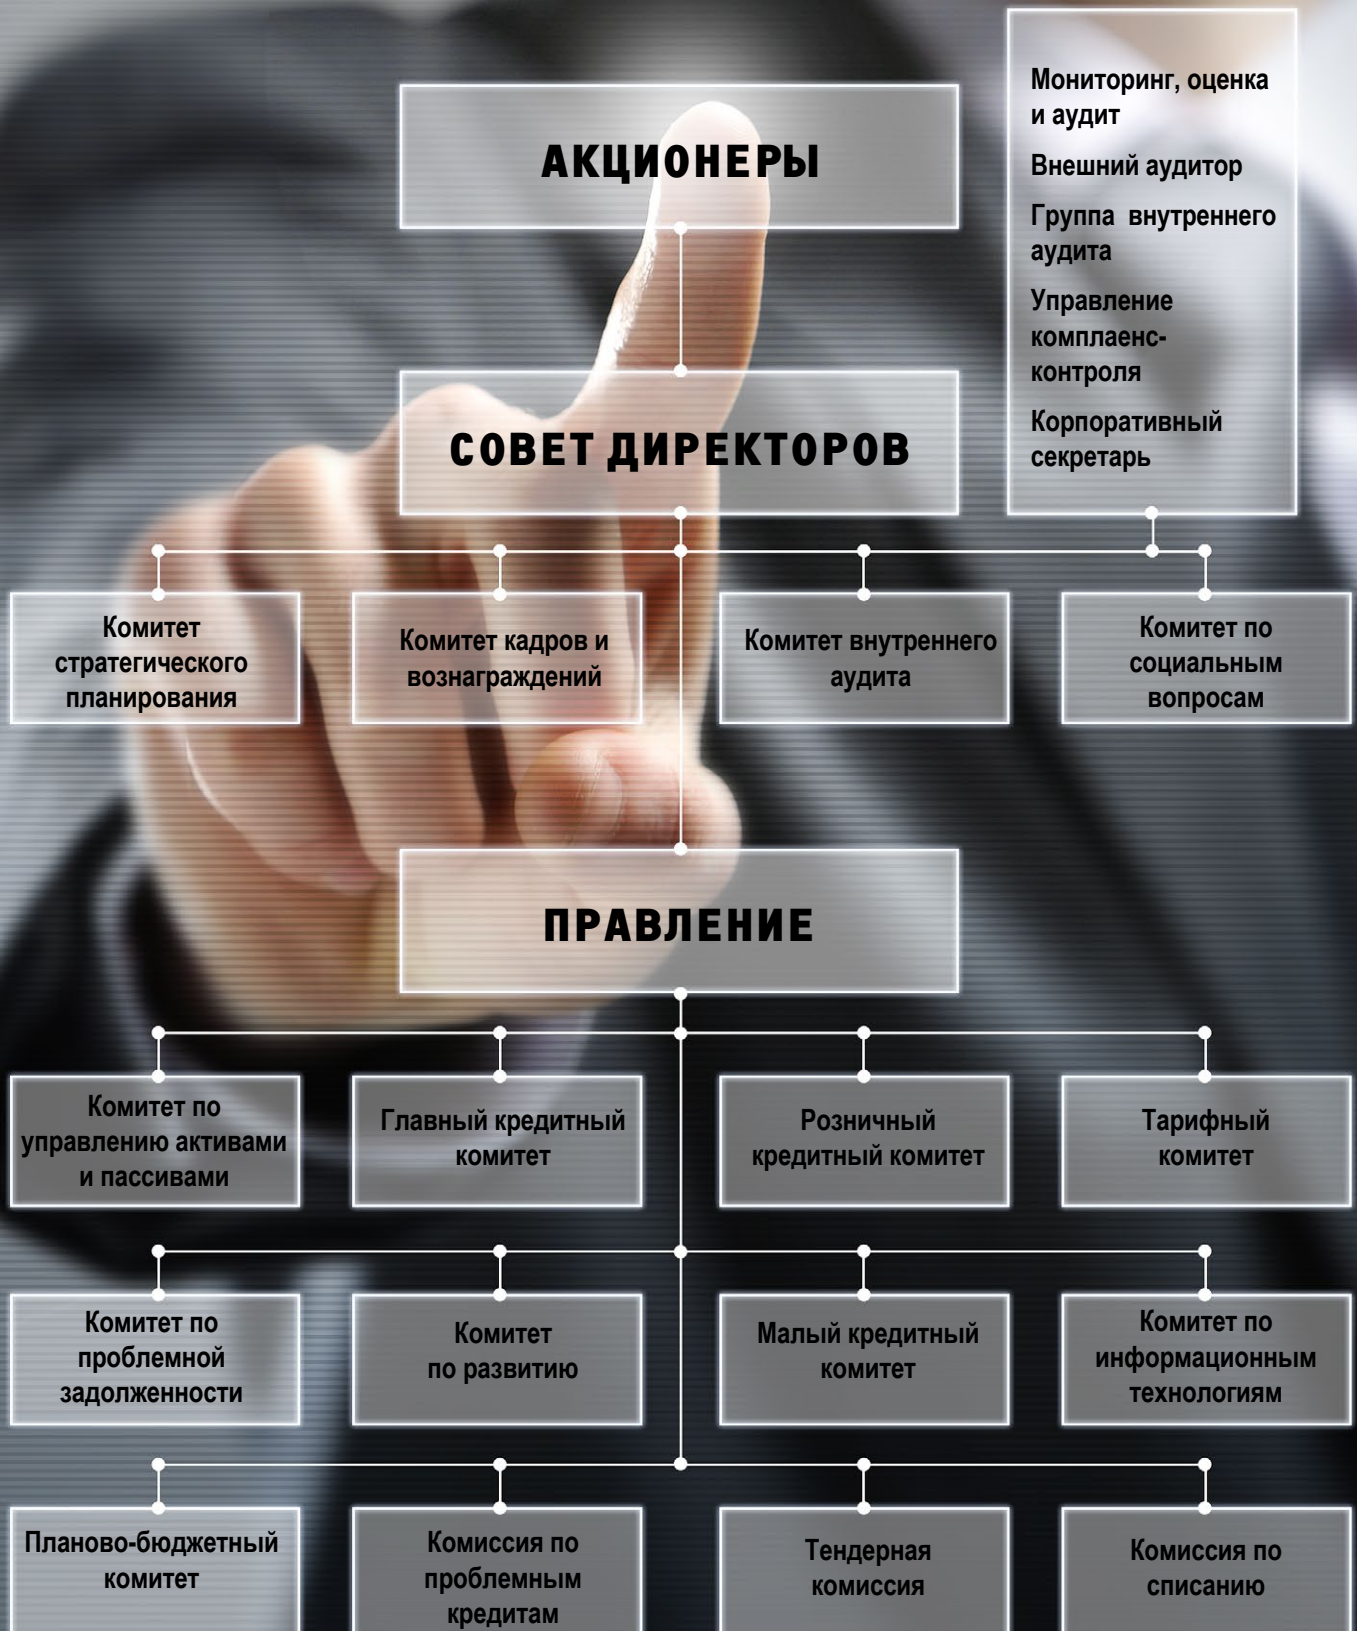 АКЦИОНЕРЫ
Мониторинг, оценка
и аудит
Внешний аудитор
Группа внутреннего
аудита
Управление
комплаенс-
контроля
Корпоративный
секретарь
СОВЕТ ДИРЕКТОРОВ
Комитет
стратегического
планирования
Комитет кадров и
вознаграждений
Комитет внутреннего
аудита
Комитет по
социальным
вопросам
ПРАВЛЕНИЕ
Комитет по
управлению активами
и пассивами
Главный кредитный
комитет
Розничный
кредитный комитет
Тарифный
комитет
Комитет по
проблемной
задолженности
Комитет
по развитию
Малый кредитный
комитет
Комитет по
информационным
технологиям
Планово-бюджетный
комитет
Комиссия по
проблемным
кредитам
Тендерная
комиссия
Комиссия по
списанию